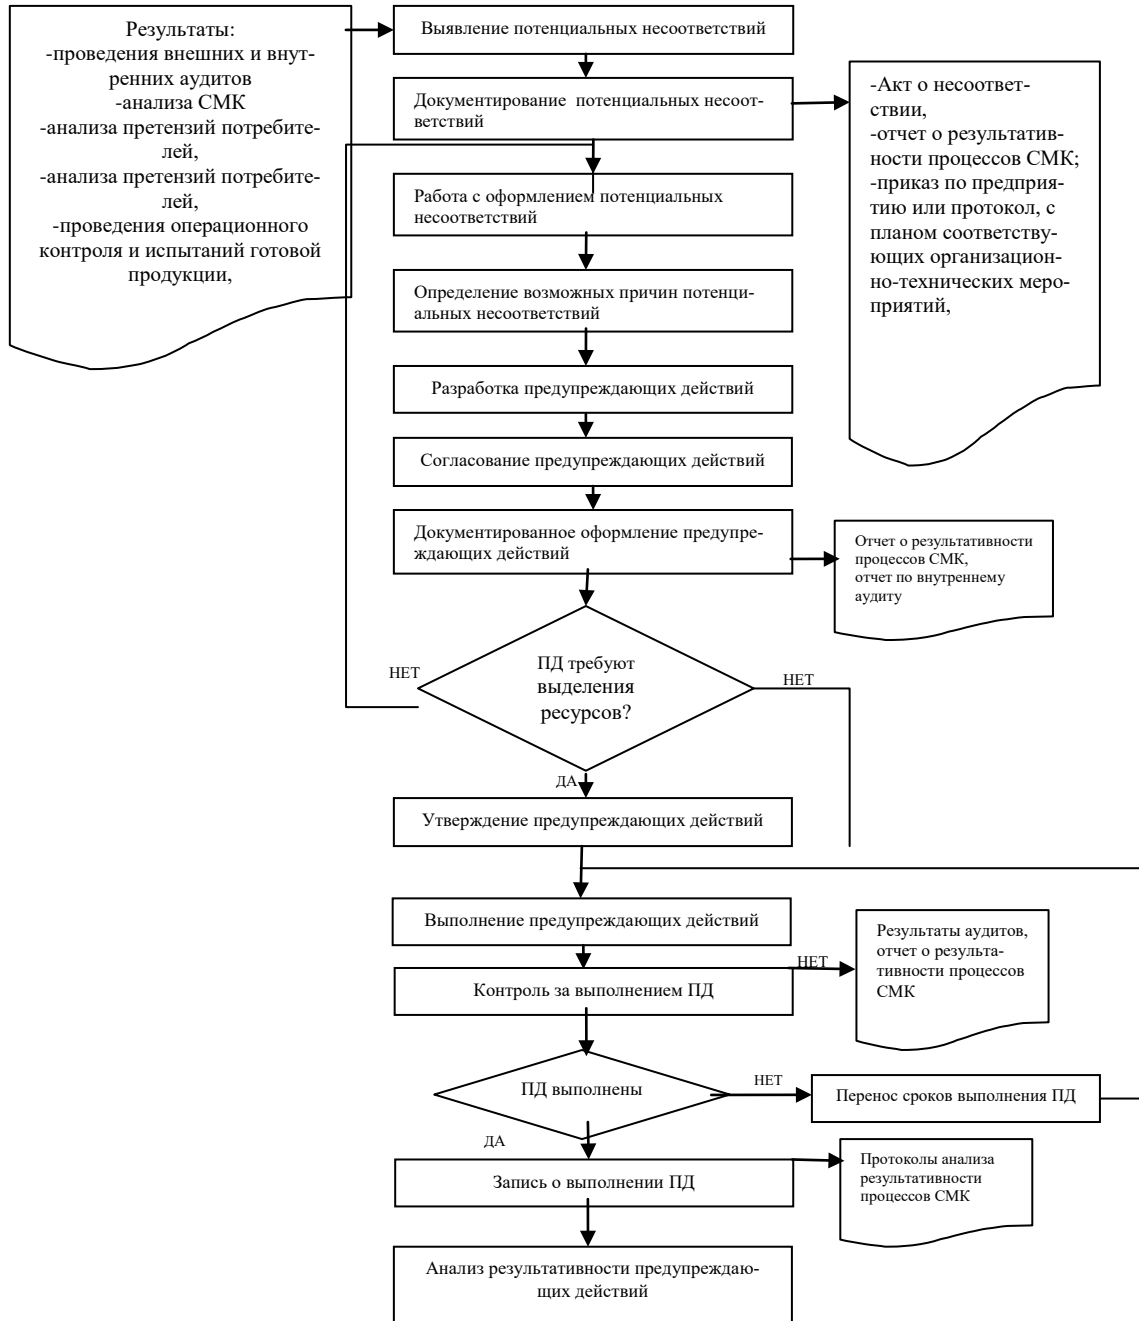 Результаты:
-проведения внешних и внут-
ренних аудитов
-анализа СМК
-анализа претензий потребите-
лей,
-анализа претензий потребите-
лей,
-проведения операционного
контроля и испытаний готовой
продукции,
Выявление потенциальных несоответствий
Документирование потенциальных несоот-
ветствий
-Акт о несоответ-
ствии,
-отчет о результатив-
ности процессов СМК;
-приказ по предприя-
тию или протокол, с
планом соответству-
ющих организацион-
но-технических меро-
приятий,
Работа с оформлением потенциальных
несоответствий
Определение возможных причин потенци-
альных несоответствий
Разработка предупреждающих действий
Согласование предупреждающих действий
Документированное оформление предупре-
ждающих действий
Отчет о результативности
процессов СМК,
отчет по внутреннему
аудиту
НЕТ
ПД требуют
выделения
ресурсов?
НЕТ
ДА
Утверждение предупреждающих действий
Выполнение предупреждающих действий
Контроль за выполнением ПД
НЕТ
Результаты аудитов,
отчет о результа-
тивности процессов
СМК
ПД выполнены
НЕТ
Перенос сроков выполнения ПД
ДА
Запись о выполнении ПД
Протоколы анализа
результативности
процессов СМК
Анализ результативности предупреждаю-
щих действий